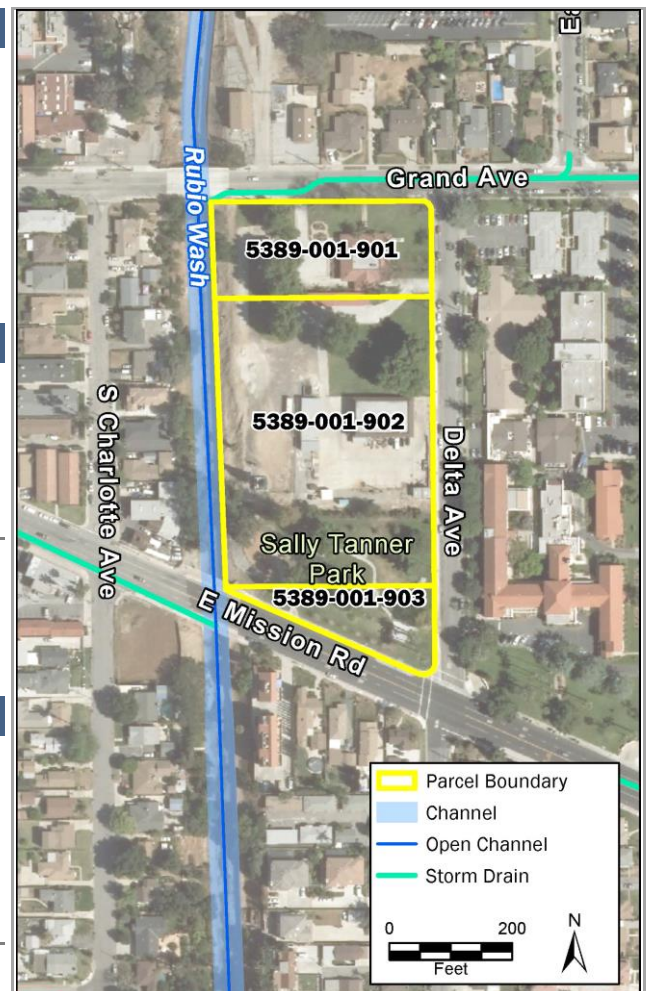 Ea
Rubio Wash
Grand Ave
5389-001-901
S Charlotte Ave
5389-001-902
Delta Ave
Sally Tanner
Park
5389-001-903
E Mission Rd
Parcel Boundary
Channel
Open Channel
Storm Drain
0 200
Feet
N